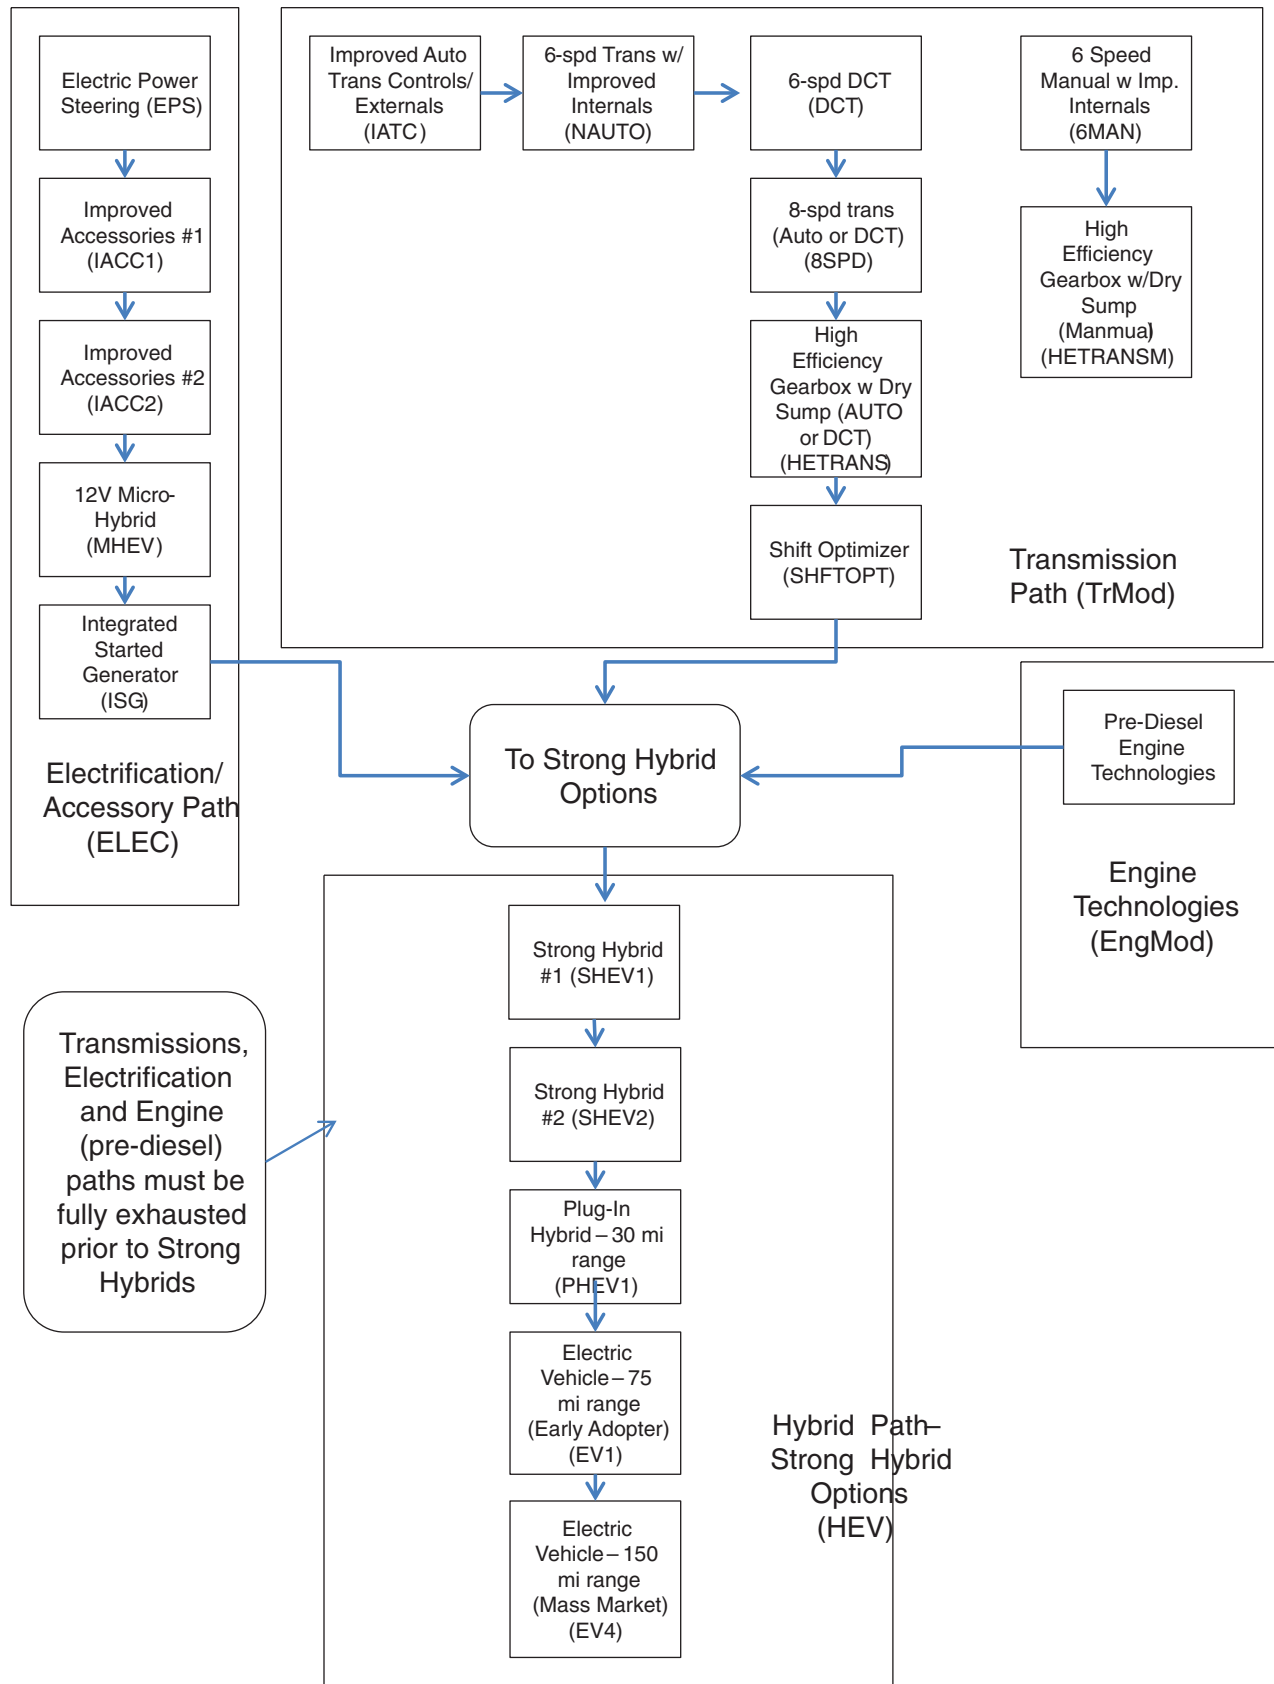 Electric Power
Steering (EPS)
Improved
Accessories #1
(IACC1)
Improved
Accessories #2
(IACC2)
12V Micro-
Hybrid
(MHEV)
Integrated
Started
Generator
(ISG)
Electrification/
Accessory Path
(ELEC)
Improved Auto
Trans Controls/
Externals
(IATC)
6-spd Trans w/
Improved
Internals
(NAUTO)
6-spd DCT
(DCT)
8-spd trans
(Auto or DCT)
(8SPD)
High
Efficiency
Gearbox w Dry
Sump (AUTO
or DCT)
(HETRANS)
Shift Optimizer
(SHFTOPT)
6 Speed
Manual w Imp.
Internals
(6MAN)
High
Efficiency
Gearbox w/Dry
Sump
(Manmual)
(HETRANSM)
Transmission
Path (TrMod)
To Strong Hybrid
Options
Pre-Diesel
Engine
Technologies
Engine
Technologies
(EngMod)
Transmissions,
Electrification
and Engine
(pre-diesel)
paths must be
fully exhausted
prior to Strong
Hybrids
Strong Hybrid
#1 (SHEV1)
Strong Hybrid
#2 (SHEV2)
Plug-In
Hybrid – 30 mi
range
(PHEV1)
Electric
Vehicle – 75
mi range
(Early Adopter)
(EV1)
Electric
Vehicle – 150
mi range
(Mass Market)
(EV4)
Hybrid Path–
Strong Hybrid
Options
(HEV)